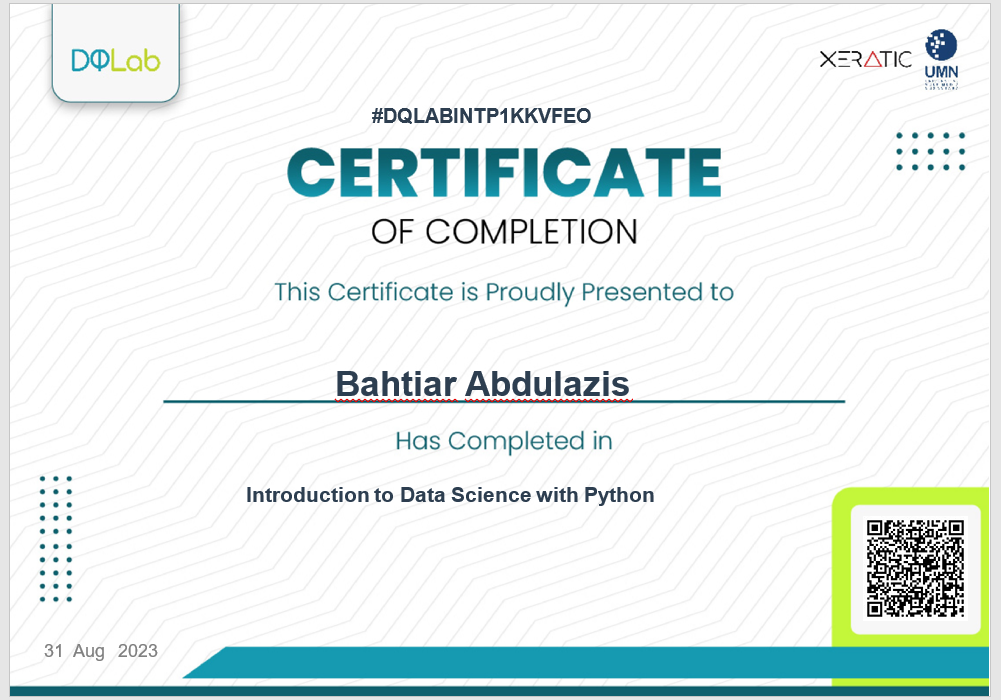 DQLab
XERATIC
UMN
#DQLABINTP1KKVFEO
CERTIFICATE
OF COMPLETION
This Certificate is Proudly Presented to
Bahtiar Abdulazis
Has Completed in
Introduction to Data Science with Python
31 Aug 2023